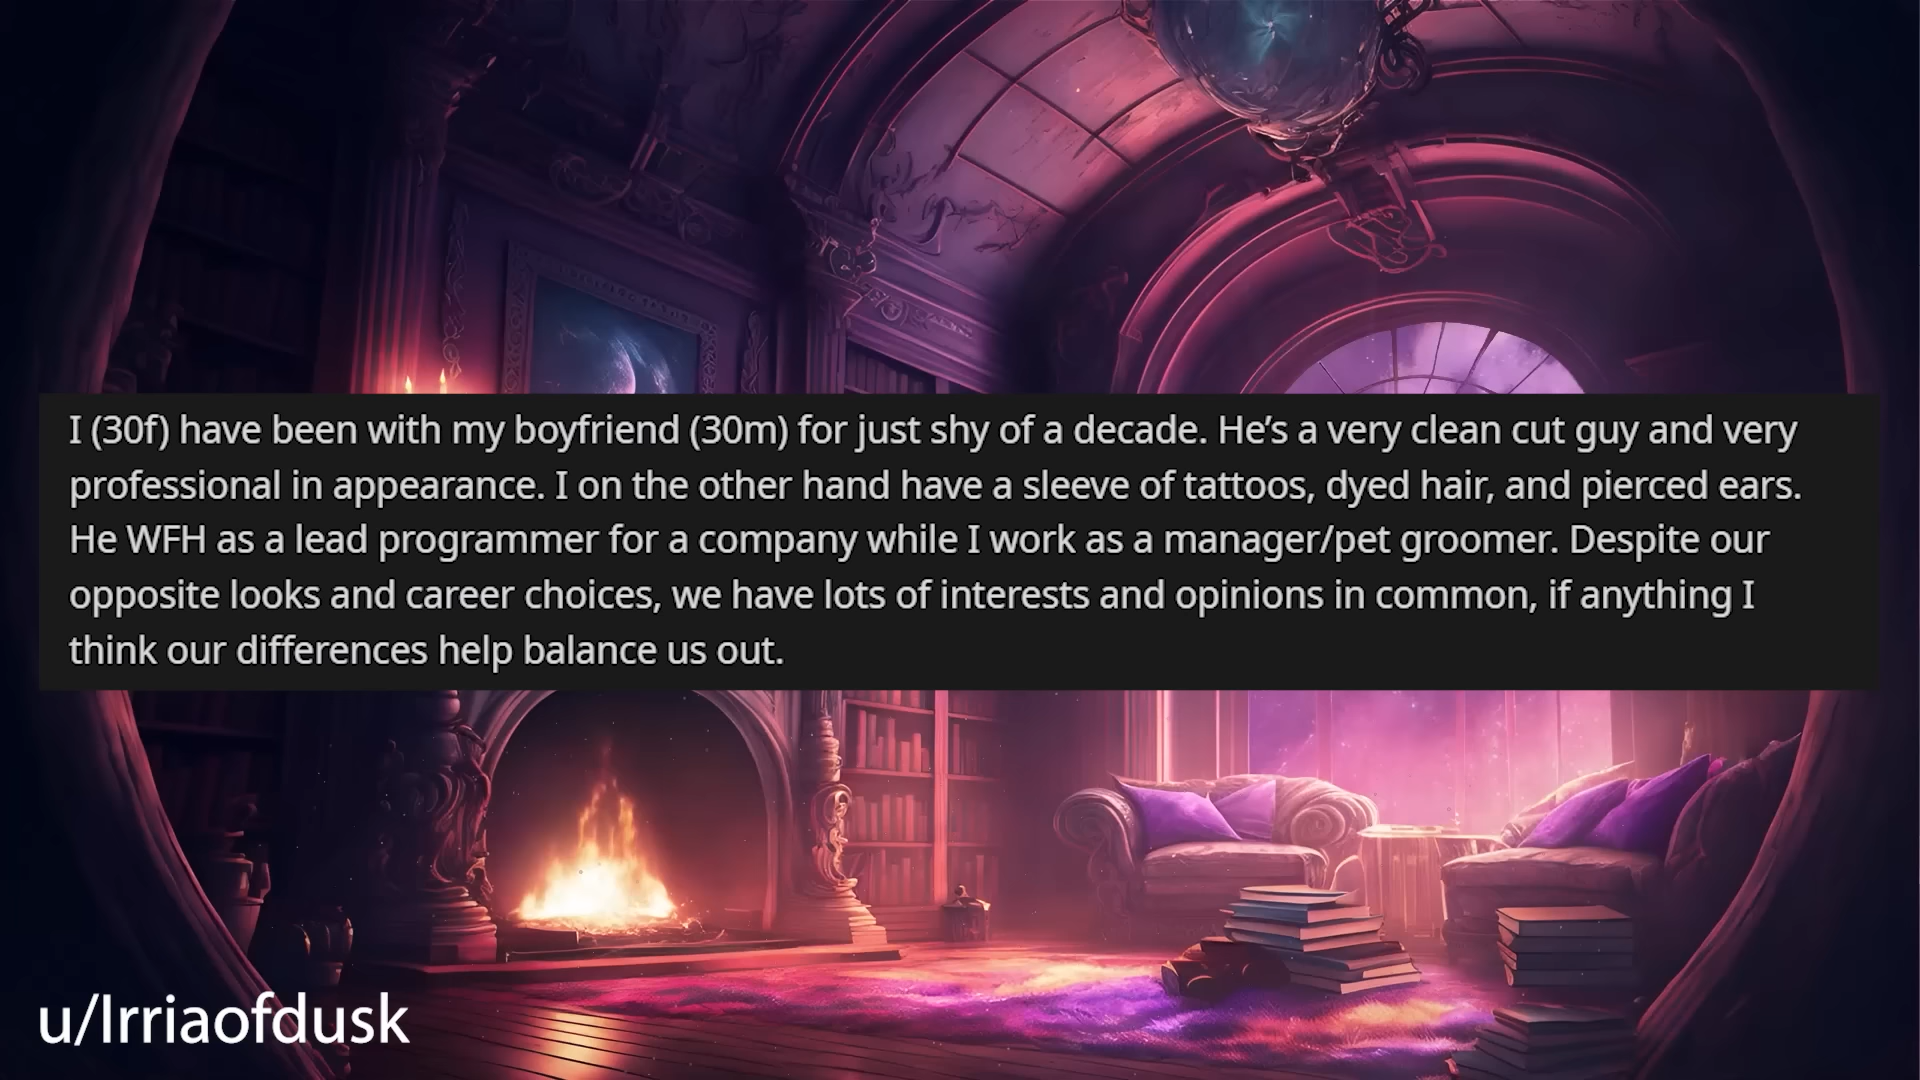 I (30f) have been with my boyfriend (30m) for just shy of a decade. He’s a very clean cut guy and very
professional in appearance. I on the other hand have a sleeve of tattoos, dyed hair, and pierced ears.
He WFH as a lead programmer for a company while I work as a manager/pet groomer. Despite our
opposite looks and career choices, we have lots of interests and opinions in common, if anything I
think our differences help balance us out.
u/Irriaofdusk